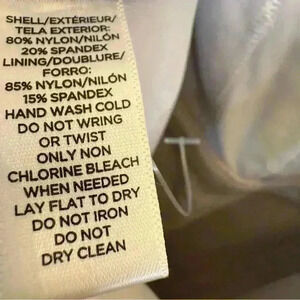 SHELL/EXTÉRIEUR/
TELA EXTERIOR:
80% NYLON/NILÓN
20% SPANDEX
LINING/DOUBLURE/
FORRO:
85% NYLON/NILÓN
15% SPANDEX
HAND WASH COLD
DO NOT WRING
OR TWIST
ONLY NON
CHLORINE BLEACH
WHEN NEEDED
LAY FLAT TO DRY
DO NOT IRON
DO NOT
DRY CLEAN